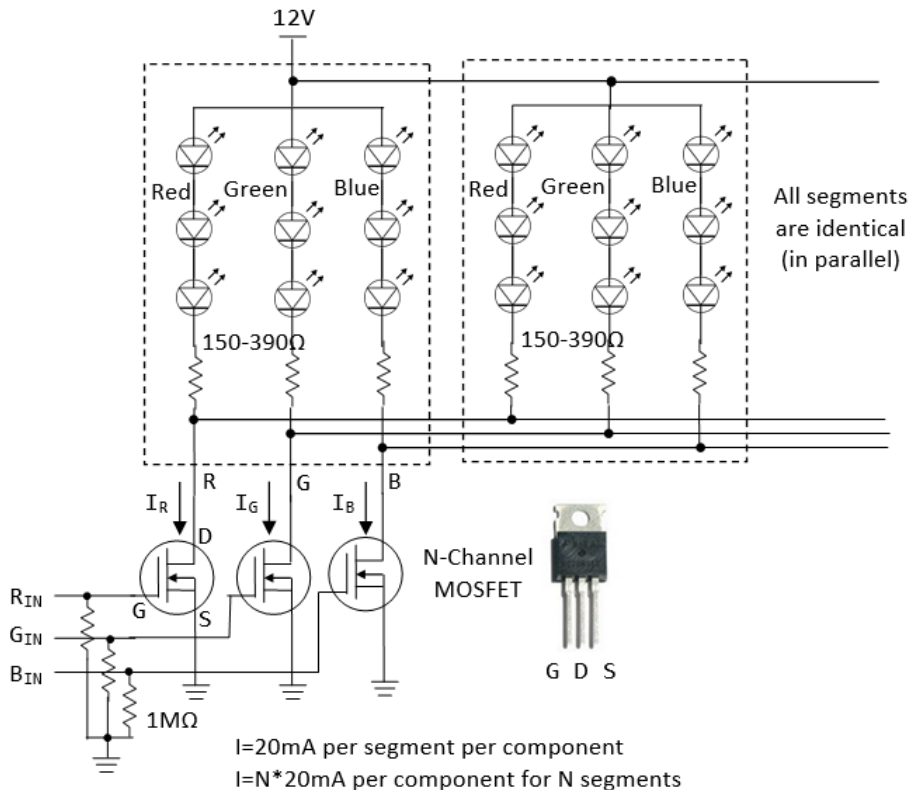 12V
Red
Green
Blue
Red
Green
Blue
All segments
are identical
(in parallel)
150-390Ω
150-390Ω
R
G
B
I_R
I_G
I_B
D
N-Channel
MOSFET
R_IN
G
S
G_IN
B_IN
G D S
1MΩ
I=20mA per segment per component
I=N*20mA per component for N segments